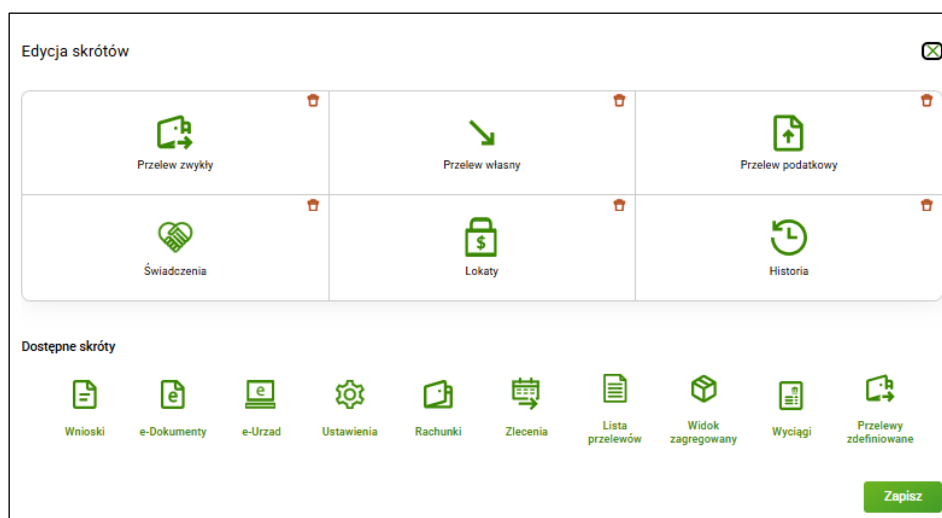 Edycja skrótów
Przelew zwykły
Przelew własny
Przelew podatkowy
$
Świadczenia
Lokaty
Historia
Dostępne skróty
e
e
Wnioski
e-Dokumenty
e-Urzad
Ustawienia
Rachunki
Zlecenia
Lista
przelewów
Widok
zagregowany
Wyciągi
Przelewy
zdefiniowane
Zapisz